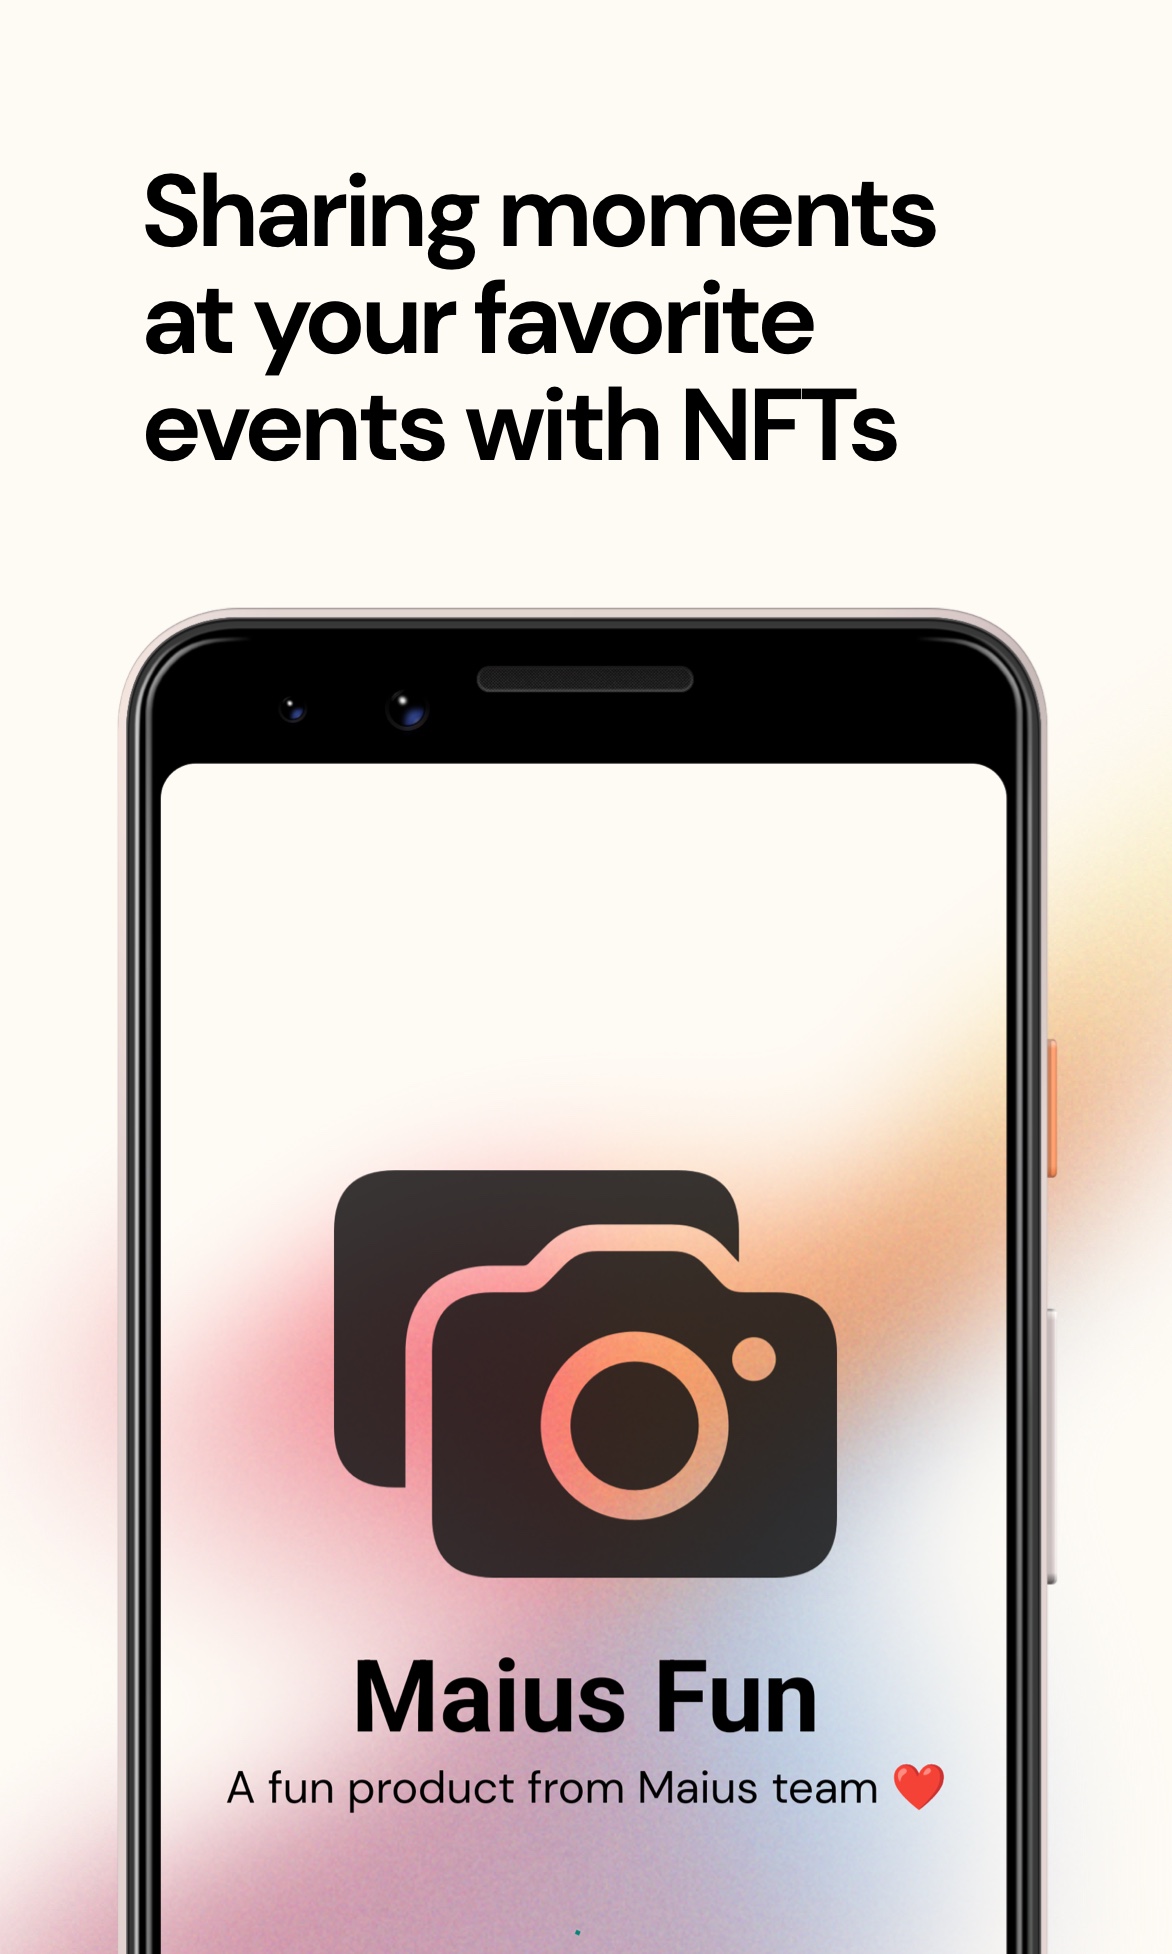 Sharing moments
at your favorite
events with NFTs
Maius Fun
A fun product from Maius team ❤️